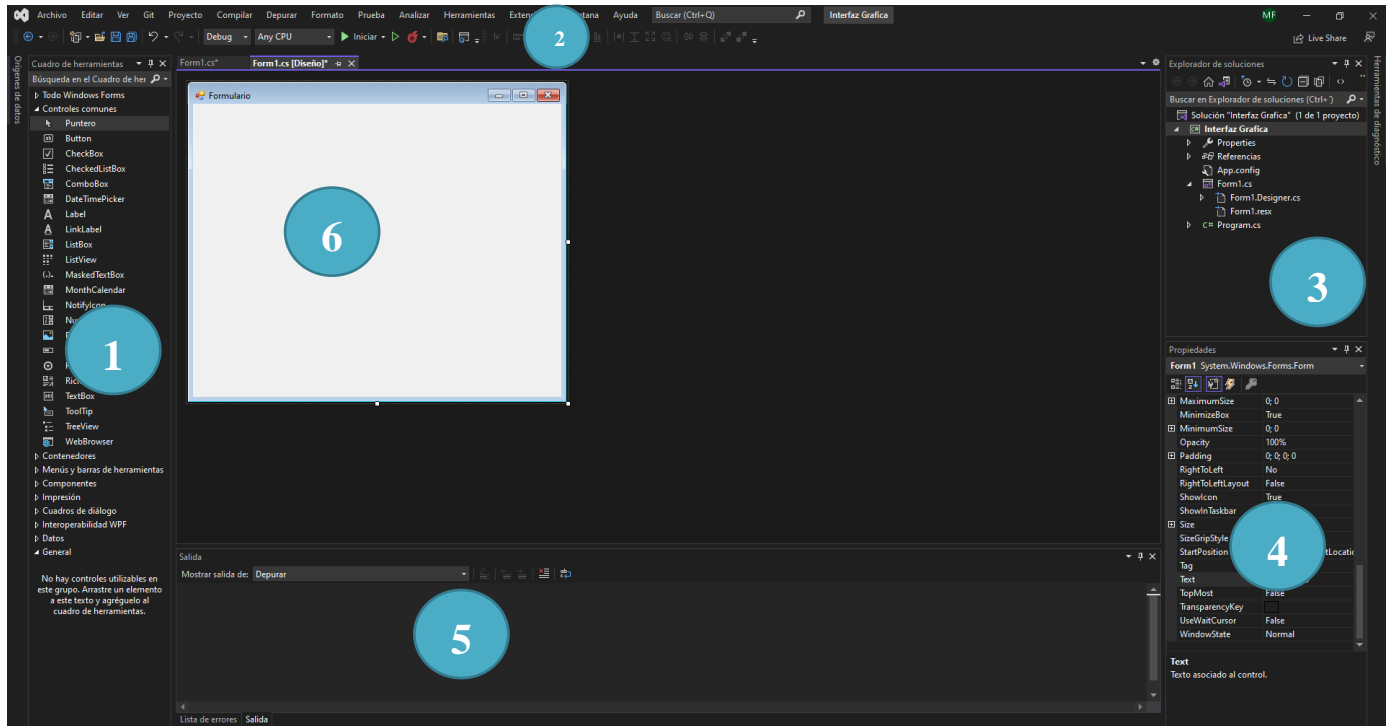 Archivo Editar Ver Git Proyecto Compilar Depurar Formato Prueba Analizar Herramientas Ayuda Buscar (Ctrl+Q) Interfaz Grafica MF
Debug Any CPU Iniciar 2 Live Share
Orígenes de datos
Cuadro de herramientas
Búsqueda en el Cuadro de her
Todo Windows Forms
Controles comunes
Puntero
Button
CheckBox
CheckedListBox
ComboBox
DateTimePicker
Label
LinkLabel
ListBox
ListView
MaskedTextBox
MonthCalendar
NotifyIcon
1
TextBox
ToolTip
TreeView
WebBrowser
Contenedores
Menús y barras de herramientas
Componentes
Impresión
Cuadros de diálogo
Interoperabilidad WPF
Datos
General
No hay controles utilizables en
este grupo. Arrastre un elemento
a este texto y agréguelo al
cuadro de herramientas.
Form1.cs* Form1.cs [Diseño]*
Formulario
6
Salida
Mostrar salida de: Depurar
5
Lista de errores Salida
Explorador de soluciones
Buscar en Explorador de soluciones (Ctrl+´)
Solución "Interfaz Grafica" (1 de 1 proyecto)
Interfaz Grafica
Properties
Referencias
App.config
Form1.cs
Form1.Designer.cs
Form1.resx
C# Program.cs
3
Propiedades
Form1 System.Windows.Forms.Form
MaximumSize 0; 0
MinimizeBox True
MinimumSize 0; 0
Opacity 100%
Padding 0; 0; 0; 0
RightToLeft No
RightToLeftLayout False
ShowIcon True
ShowInTaskbar
Size
SizeGripStyle
StartPosition
4
Tag
Text
TopMost False
TransparencyKey
UseWaitCursor False
WindowState Normal
Text
Texto asociado al control.
Herramientas de diagnóstico